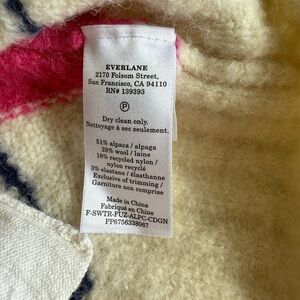 EVERLANE
2170 Folsom Street,
San Francisco, CA 94110
RN# 139393
P
Dry clean only.
Nettoyage à sec seulement.
51% alpaca / alpaga
28% wool / laine
18% recycled nylon /
nylon recyclé
3% elastane / élasthanne
Exclusive of trimming /
Garniture non comprise
Made in China
Fabriqué en Chine
F-SWTR-FUZ-ALPC-CDGN
PP6756338067